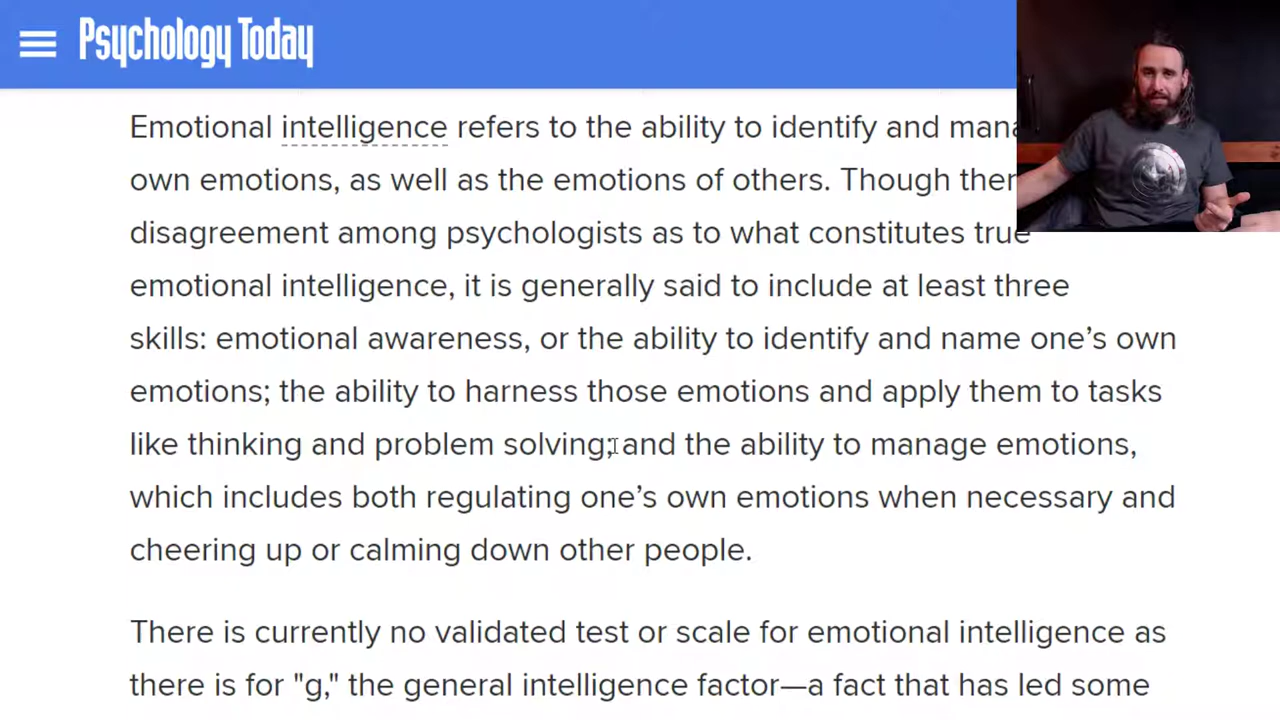 Psychology Today
Emotional intelligence refers to the ability to identify and
own emotions, as well as the emotions of others. Though
disagreement among psychologists as to what constitutes true
emotional intelligence, it is generally said to include at least three
skills: emotional awareness, or the ability to identify and name one’s own
emotions; the ability to harness those emotions and apply them to tasks
like thinking and problem solving; and the ability to manage emotions,
which includes both regulating one’s own emotions when necessary and
cheering up or calming down other people.
There is currently no validated test or scale for emotional intelligence as
there is for "g," the general intelligence factor—a fact that has led some